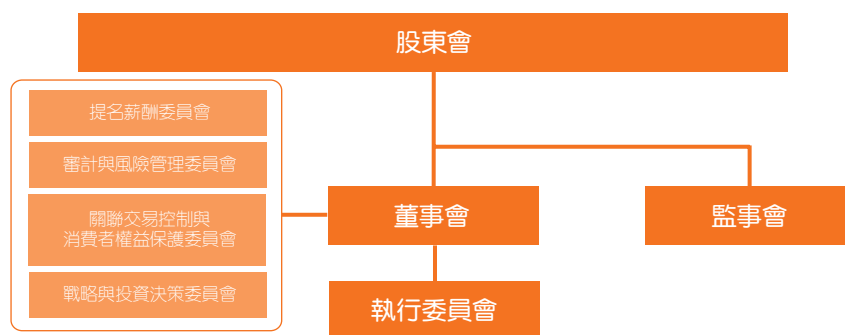 股東會
提名薪酬委員會
審計與風險管理委員會
關聯交易控制與
消費者權益保護委員會
戰略與投資決策委員會
董事會
監事會
執行委員會